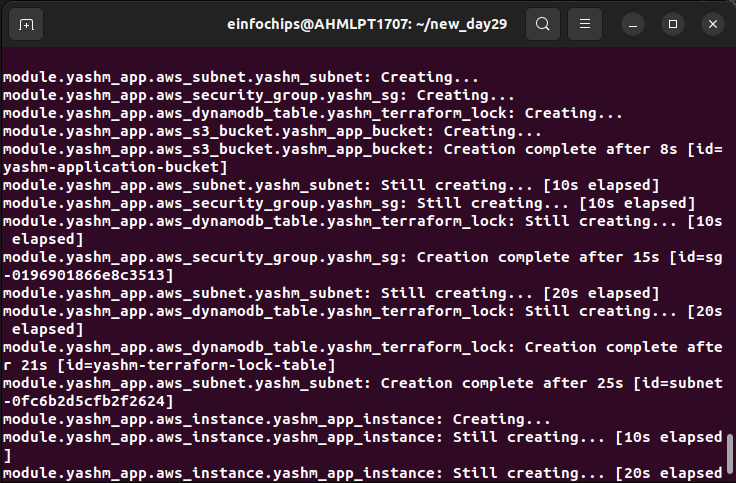 einfochips@AHMLPT1707: ~/new_day29
module.yashm_app.aws_subnet.yashm_subnet: Creating...
module.yashm_app.aws_security_group.yashm_sg: Creating...
module.yashm_app.aws_dynamodb_table.yashm_terraform_lock: Creating...
module.yashm_app.aws_s3_bucket.yashm_app_bucket: Creating...
module.yashm_app.aws_s3_bucket.yashm_app_bucket: Creation complete after 8s [id=
yashm-application-bucket]
module.yashm_app.aws_subnet.yashm_subnet: Still creating... [10s elapsed]
module.yashm_app.aws_security_group.yashm_sg: Still creating... [10s elapsed]
module.yashm_app.aws_dynamodb_table.yashm_terraform_lock: Still creating... [10s
 elapsed]
module.yashm_app.aws_security_group.yashm_sg: Creation complete after 15s [id=sg
-0196901866e8c3513]
module.yashm_app.aws_subnet.yashm_subnet: Still creating... [20s elapsed]
module.yashm_app.aws_dynamodb_table.yashm_terraform_lock: Still creating... [20s
 elapsed]
module.yashm_app.aws_dynamodb_table.yashm_terraform_lock: Creation complete afte
r 21s [id=yashm-terraform-lock-table]
module.yashm_app.aws_subnet.yashm_subnet: Creation complete after 25s [id=subnet
-0fc6b2d5cfb2f2624]
module.yashm_app.aws_instance.yashm_app_instance: Creating...
module.yashm_app.aws_instance.yashm_app_instance: Still creating... [10s elapsed
]
module.yashm_app.aws_instance.yashm_app_instance: Still creating... [20s elapsed